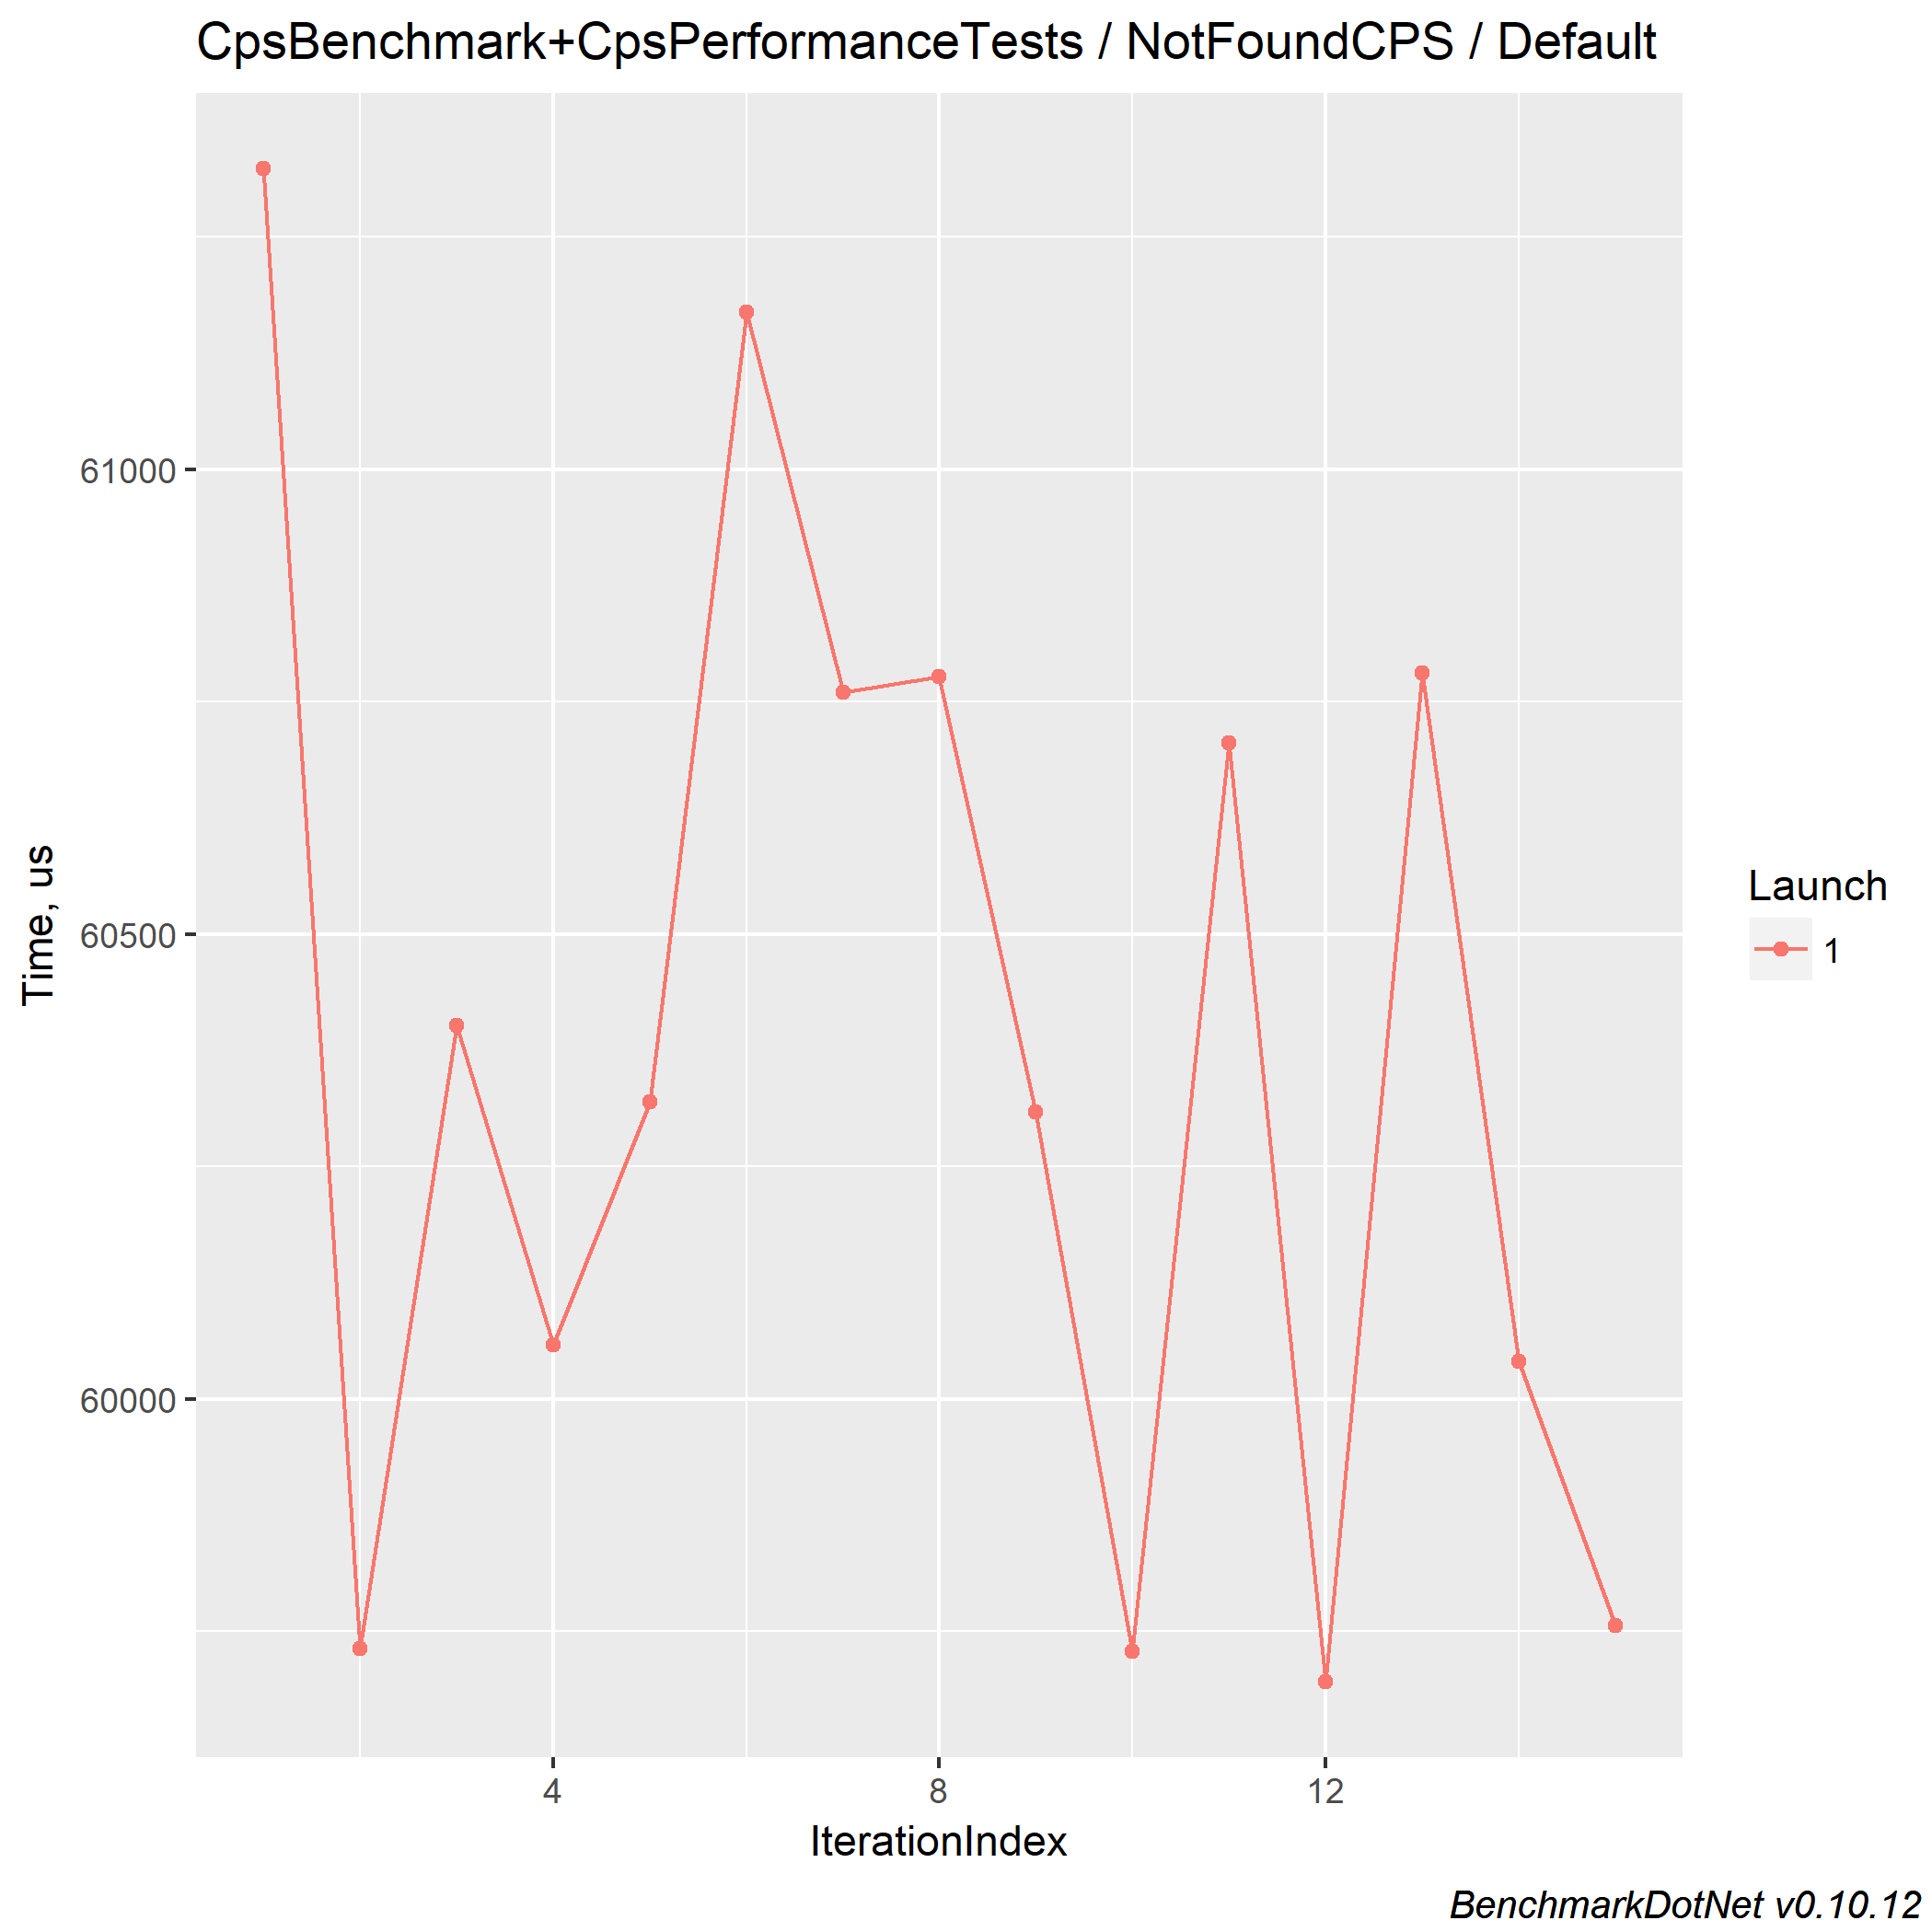 CpsBenchmark+CpsPerformanceTests / NotFoundCPS / Default
61000
60500
60000
Time, us
4 8 12
IterationIndex
Launch
1
BenchmarkDotNet v0.10.12